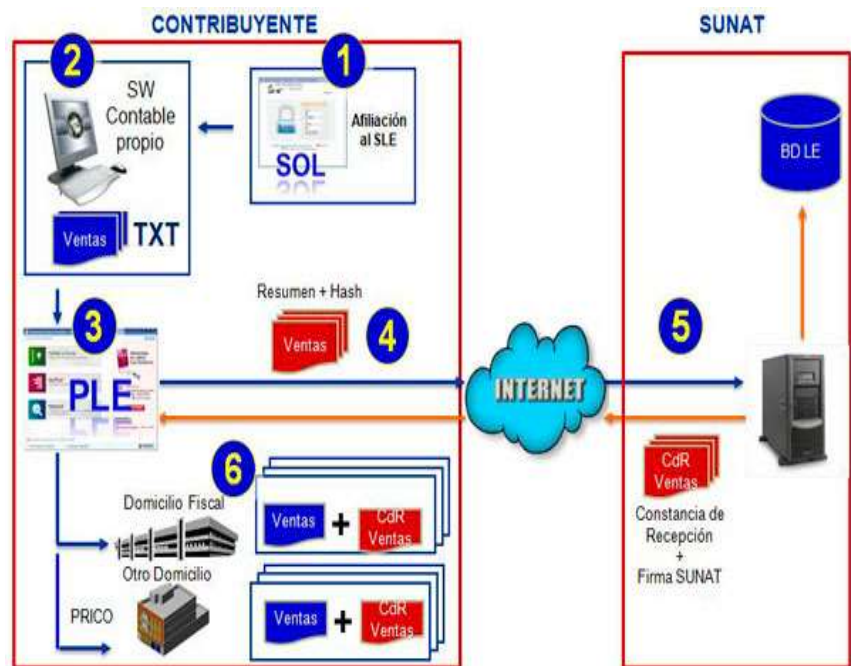 CONTRIBUYENTE
SUNAT
2
SW
Contable
propio
Ventas
TXT
1
Afiliación
al SLE
SOL
BD LE
3
PLE
Resumen + Hash
Ventas
4
INTERNET
5
CdR
Ventas
Constancia de
Recepción
+
Firma SUNAT
6
Domicilio Fiscal
Ventas + CdR
Ventas
Otro Domicilio
PRICO
Ventas + CdR
Ventas